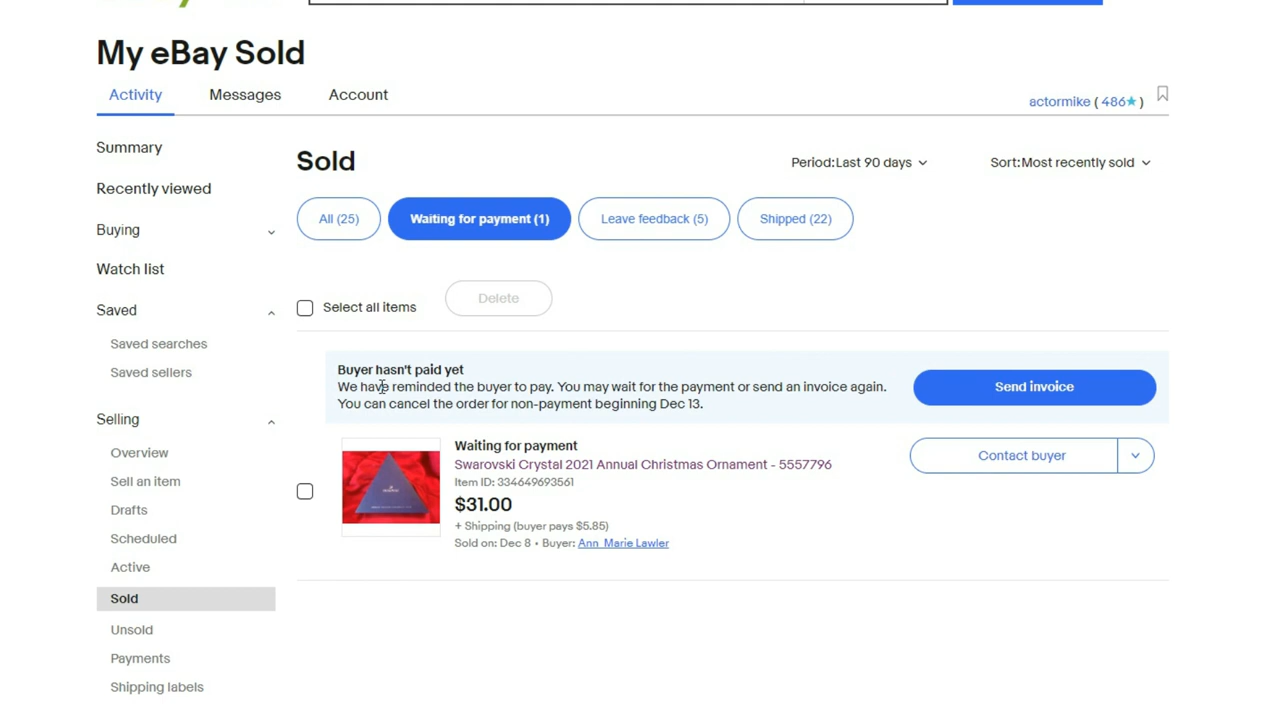 My eBay Sold
Activity Messages Account
actormike ( 486★ )
Summary
Recently viewed
Buying
Watch list
Saved
Saved searches
Saved sellers
Selling
Overview
Sell an item
Drafts
Scheduled
Active
Sold
Unsold
Payments
Shipping labels
Sold
Period:Last 90 days
Sort:Most recently sold
All (25) Waiting for payment (1) Leave feedback (5) Shipped (22)
Select all items Delete
Buyer hasn't paid yet
We have reminded the buyer to pay. You may wait for the payment or send an invoice again.
You can cancel the order for non-payment beginning Dec 13.
Send invoice
Waiting for payment
Swarovski Crystal 2021 Annual Christmas Ornament - 5557796
Item ID: 334649693561
$31.00
+ Shipping (buyer pays $5.85)
Sold on: Dec 8 • Buyer: Ann_Marie Lawler
Contact buyer